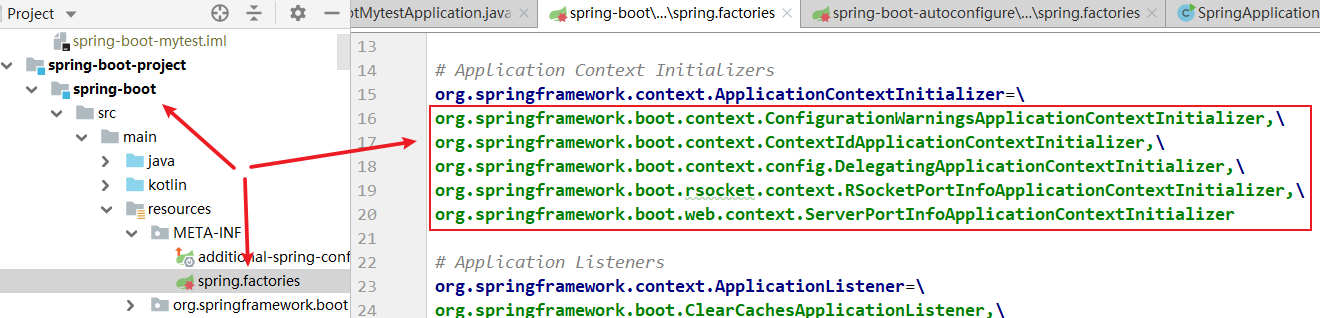 Project
spring-boot-mytest.iml
spring-boot-project
spring-boot
src
main
java
kotlin
resources
META-INF
additional-spring-conf
spring.factories
org.springframework.boot
otMytestApplication.java
spring-boot\...\spring.factories
spring-boot-autoconfigure\...\spring.factories
SpringApplication
13
14 # Application Context Initializers
15 org.springframework.context.ApplicationContextInitializer=\
16 org.springframework.boot.context.ConfigurationWarningsApplicationContextInitializer,\
17 org.springframework.boot.context.ContextIdApplicationContextInitializer,\
18 org.springframework.boot.context.config.DelegatingApplicationContextInitializer,\
19 org.springframework.boot.rsocket.context.RSocketPortInfoApplicationContextInitializer,\
20 org.springframework.boot.web.context.ServerPortInfoApplicationContextInitializer
21
22 # Application Listeners
23 org.springframework.context.ApplicationListener=\
24 org.springframework.boot.ClearCachesApplicationListener,\